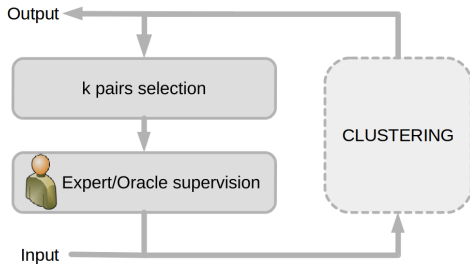 Output
k pairs selection
CLUSTERING
Expert/Oracle supervision
Input